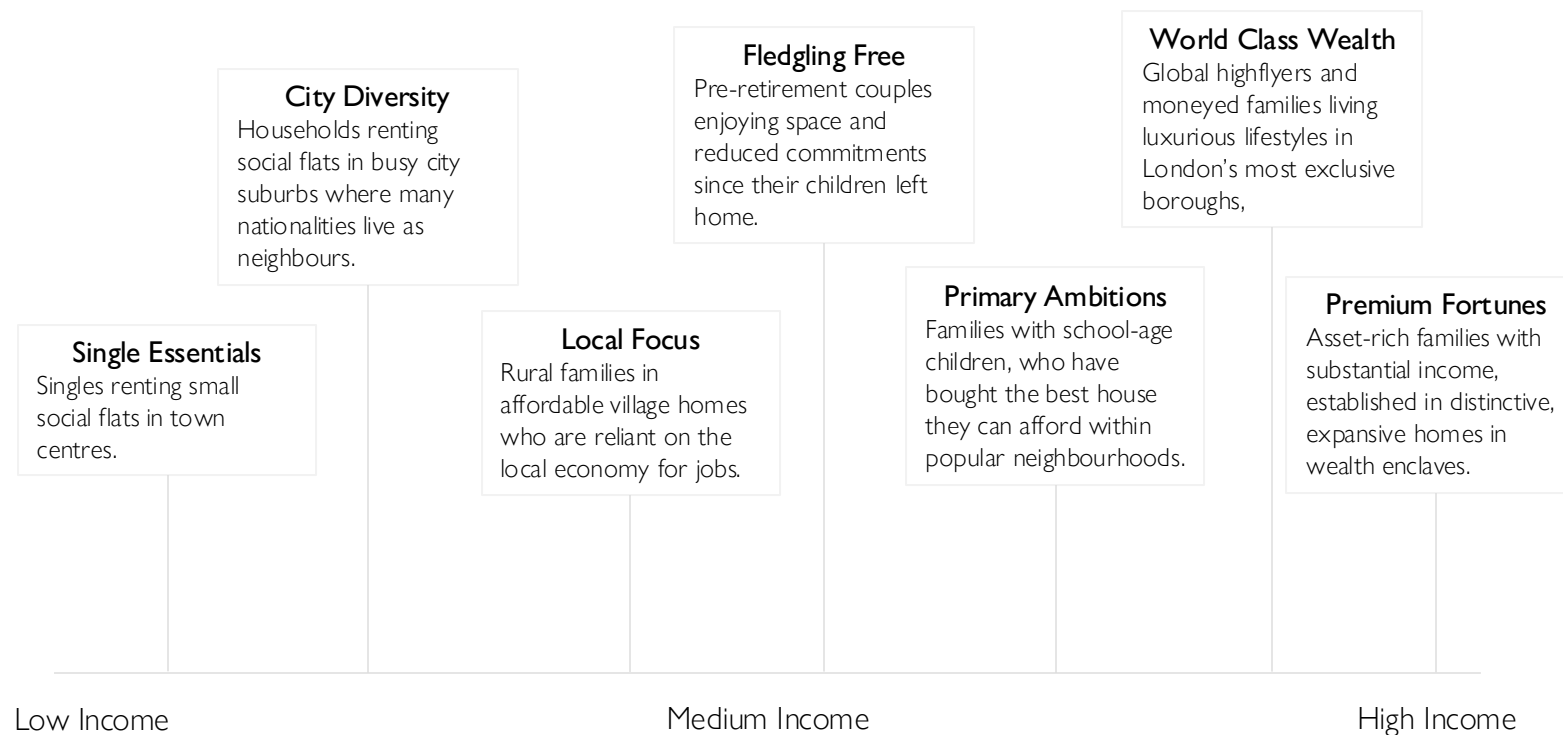 Single Essentials
Singles renting small
social flats in town
centres.
City Diversity
Households renting
social flats in busy city
suburbs where many
nationalities live as
neighbours.
Local Focus
Rural families in
affordable village homes
who are reliant on the
local economy for jobs.
Fledgling Free
Pre-retirement couples
enjoying space and
reduced commitments
since their children left
home.
Primary Ambitions
Families with school-age
children, who have
bought the best house
they can afford within
popular neighbourhoods.
World Class Wealth
Global highflyers and
moneyed families living
luxurious lifestyles in
London's most exclusive
boroughs,
Premium Fortunes
Asset-rich families with
substantial income,
established in distinctive,
expansive homes in
wealth enclaves.
Low Income
Medium Income
High Income